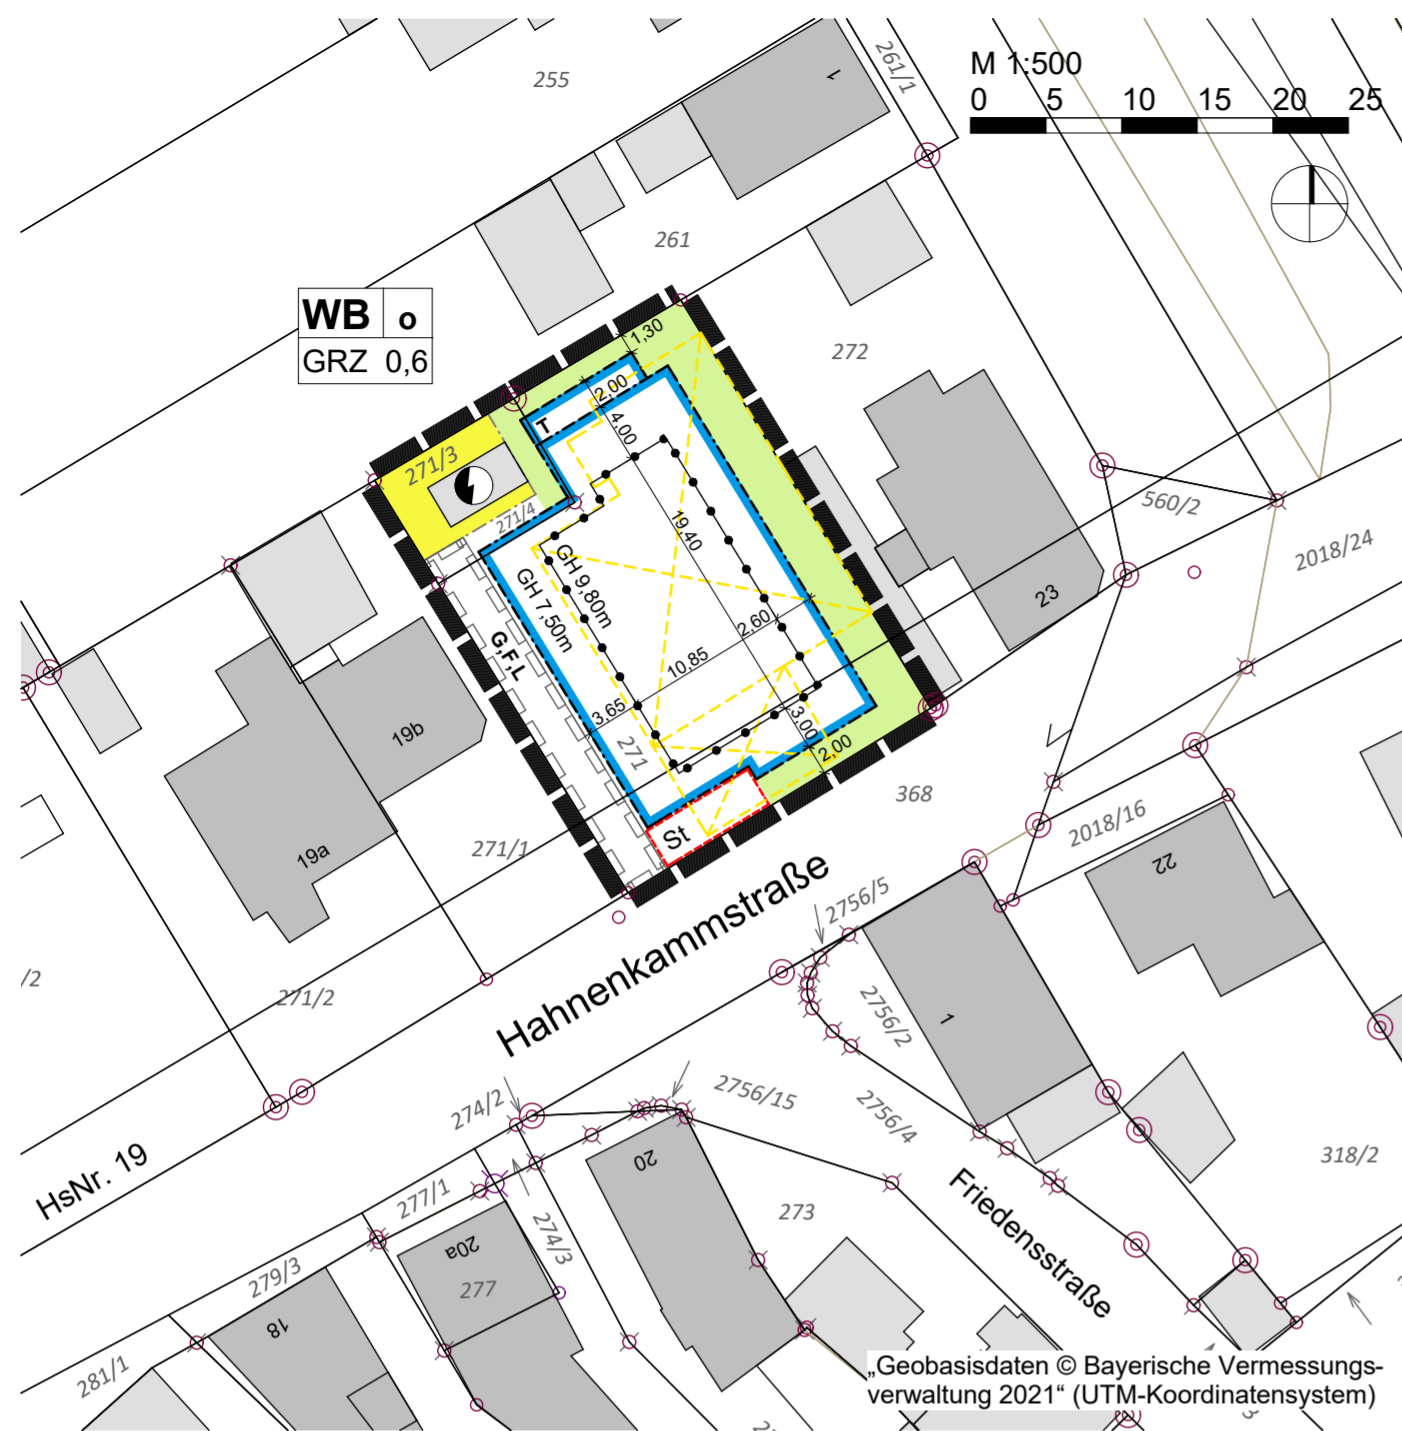 255
261/1
M 1:500
0 5 10 15 20 25
1
261
WB o
GRZ 0,6
272
1,30
2,00
T
4,00
271/3
271/4
560/2
2018/24
19,40
GH 9,80m
GH 7,50m
G,F,L
23
2,60
10,85
3,65
271
3,00
2,00
19b
19a
St
368
271/1
2018/16
22
/2
271/2
Hahnenkammstraße
2756/5
2756/2
1
2756/4
2756/15
274/2
HsNr. 19
277/1
20
274/3
318/2
20a
273
Friedensstraße
279/3
277
18
281/1
„Geobasisdaten © Bayerische Vermessungs-
verwaltung 2021“ (UTM-Koordinatensystem)